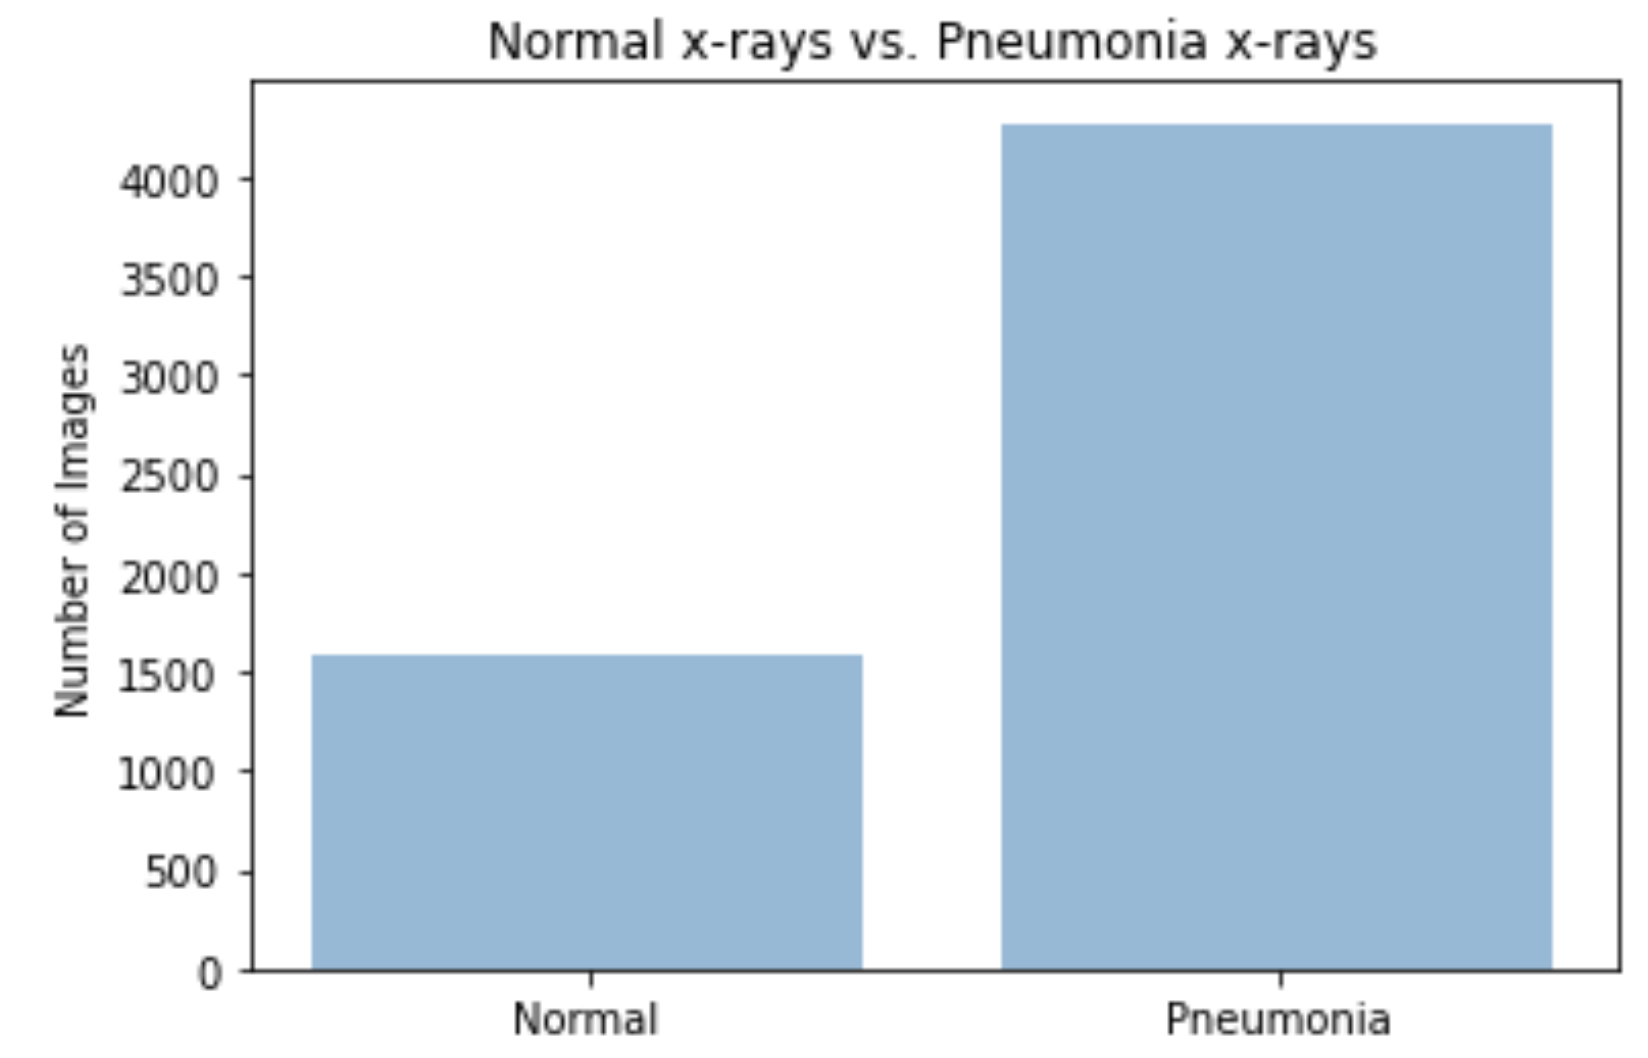 Normal x-rays vs. Pneumonia x-rays
Number of Images
4000
3500
3000
2500
2000
1500
1000
500
0
Normal
Pneumonia